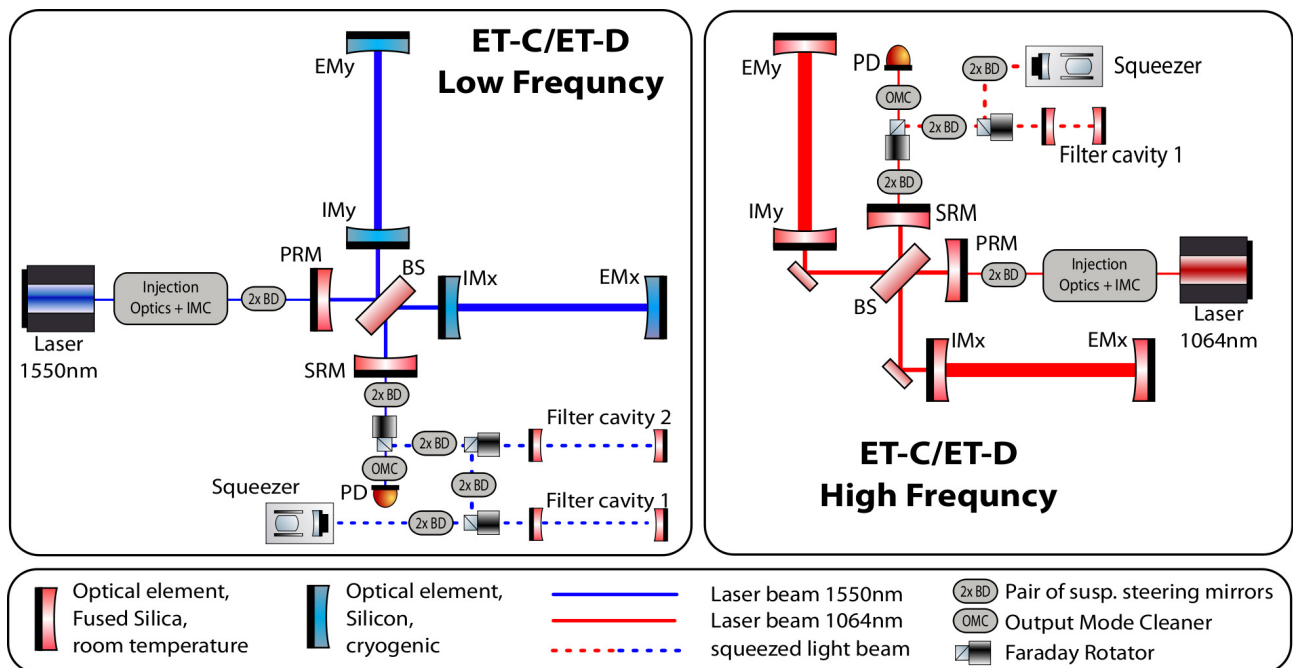 ET-C/ET-D
Low Frequncy
EMy
IMy
PRM
BS
IMx
EMx
Injection
Optics + IMC
2x BD
Laser
1550nm
SRM
2x BD
Filter cavity 2
2x BD
OMC
Squeezer
PD
2x BD
Filter cavity 1
2x BD
EMy
PD
2x BD
Squeezer
OMC
2x BD
Filter cavity 1
2x BD
IMy
SRM
PRM
2x BD
Injection
Optics + IMC
BS
Laser
1064nm
IMx
EMx
ET-C/ET-D
High Frequncy
Optical element,
Fused Silica,
room temperature
Optical element,
Silicon,
cryogenic
Laser beam 1550nm
Laser beam 1064nm
squeezed light beam
2x BD
Pair of susp. steering mirrors
OMC
Output Mode Cleaner
Faraday Rotator